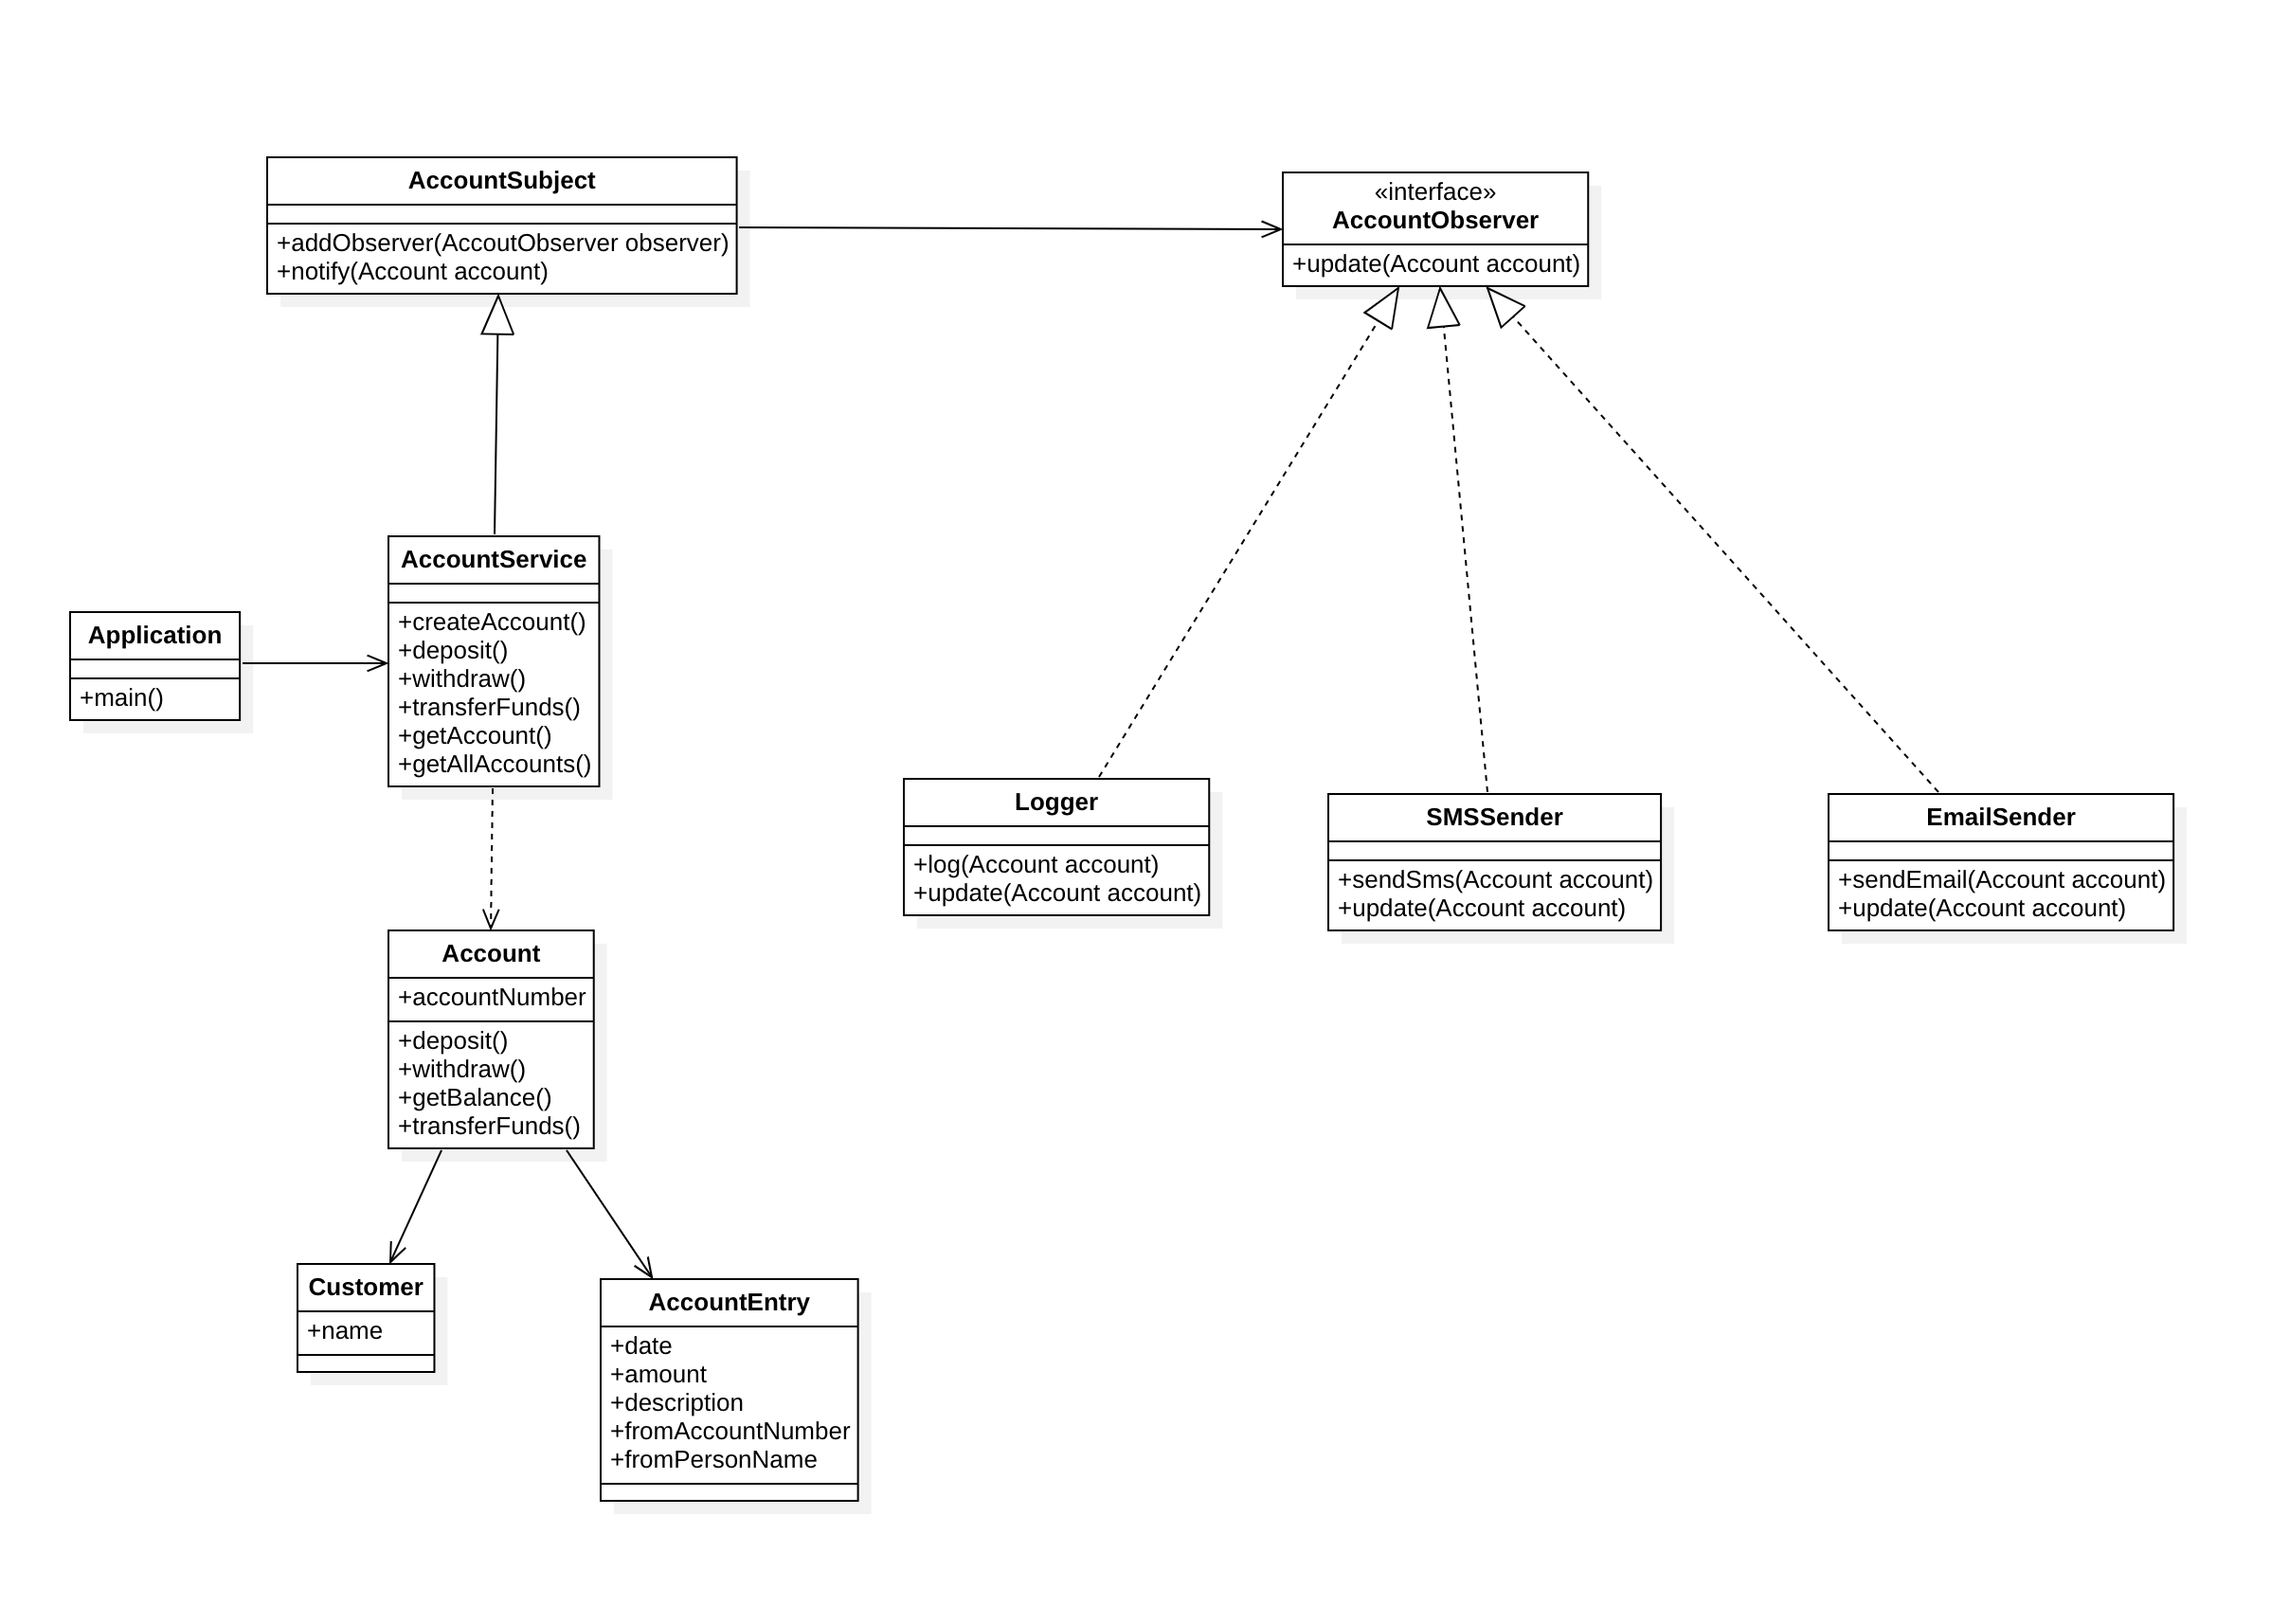 AccountSubject
+addObserver(AccoutObserver observer)
+notify(Account account)
«interface»
AccountObserver
+update(Account account)
AccountService
+createAccount()
+deposit()
+withdraw()
+transferFunds()
+getAccount()
+getAllAccounts()
Application
+main()
Logger
+log(Account account)
+update(Account account)
SMSSender
+sendSms(Account account)
+update(Account account)
EmailSender
+sendEmail(Account account)
+update(Account account)
Account
+accountNumber
+deposit()
+withdraw()
+getBalance()
+transferFunds()
Customer
+name
AccountEntry
+date
+amount
+description
+fromAccountNumber
+fromPersonName